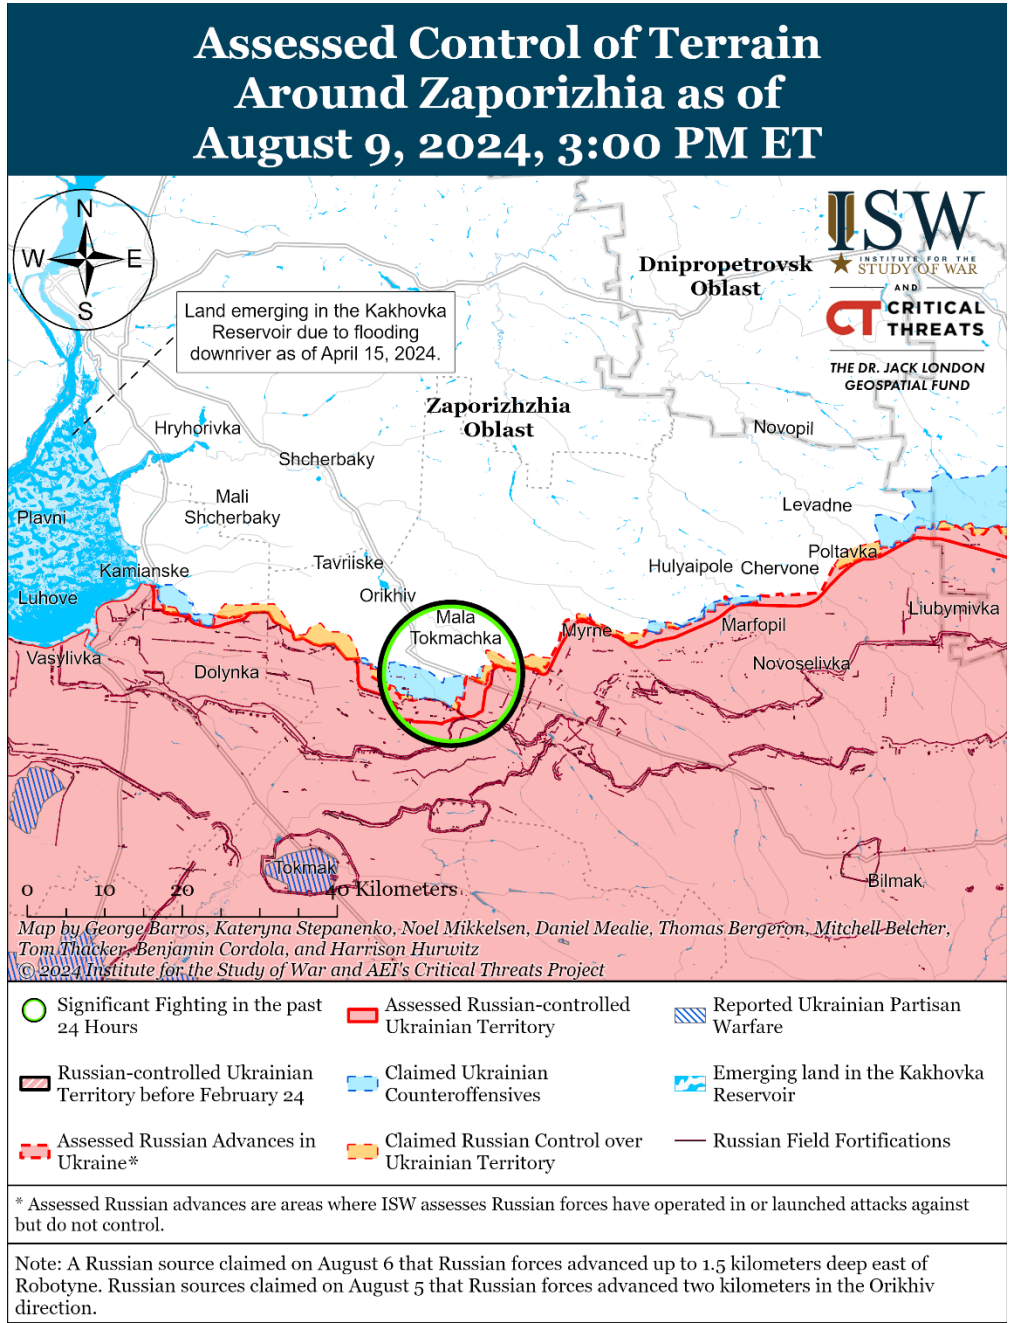 Assessed Control of Terrain
Around Zaporizhia as of
August 9, 2024, 3:00 PM ET
N
W
E
S
ISW
INSTITUTE FOR THE
STUDY OF WAR
AND
CT CRITICAL
THREATS
THE DR. JACK LONDON
GEOSPATIAL FUND
Dnipropetrovsk
Oblast
Land emerging in the Kakhovka
Reservoir due to flooding
downriver as of April 15, 2024.
Zaporizhzhia
Oblast
Hryhorivka
Novopil
Shcherbaky
Mali
Shcherbaky
Levadne
Plavni
Poltavka
Kamianske
Tavriiske
Hulyaipole
Chervone
Luhove
Orikhiv
Liubymivka
Mala
Tokmachka
Myrne
Marfopil
Vasylivka
Dolynka
Novoselivka
Tokmak
Bilmak
0 10 20 40 Kilometers
Map by George Barros, Kateryna Stepanenko, Noel Mikkelsen, Daniel Mealie, Thomas Bergeron, Mitchell Belcher,
Tom Thacker, Benjamin Cordola, and Harrison Hurwitz
© 2024 Institute for the Study of War and AEI's Critical Threats Project
Significant Fighting in the past
24 Hours
Assessed Russian-controlled
Ukrainian Territory
Reported Ukrainian Partisan
Warfare
Russian-controlled Ukrainian
Territory before February 24
Claimed Ukrainian
Counteroffensives
Emerging land in the Kakhovka
Reservoir
Assessed Russian Advances in
Ukraine*
Claimed Russian Control over
Ukrainian Territory
Russian Field Fortifications
* Assessed Russian advances are areas where ISW assesses Russian forces have operated in or launched attacks against
but do not control.
Note: A Russian source claimed on August 6 that Russian forces advanced up to 1.5 kilometers deep east of
Robotyne. Russian sources claimed on August 5 that Russian forces advanced two kilometers in the Orikhiv
direction.